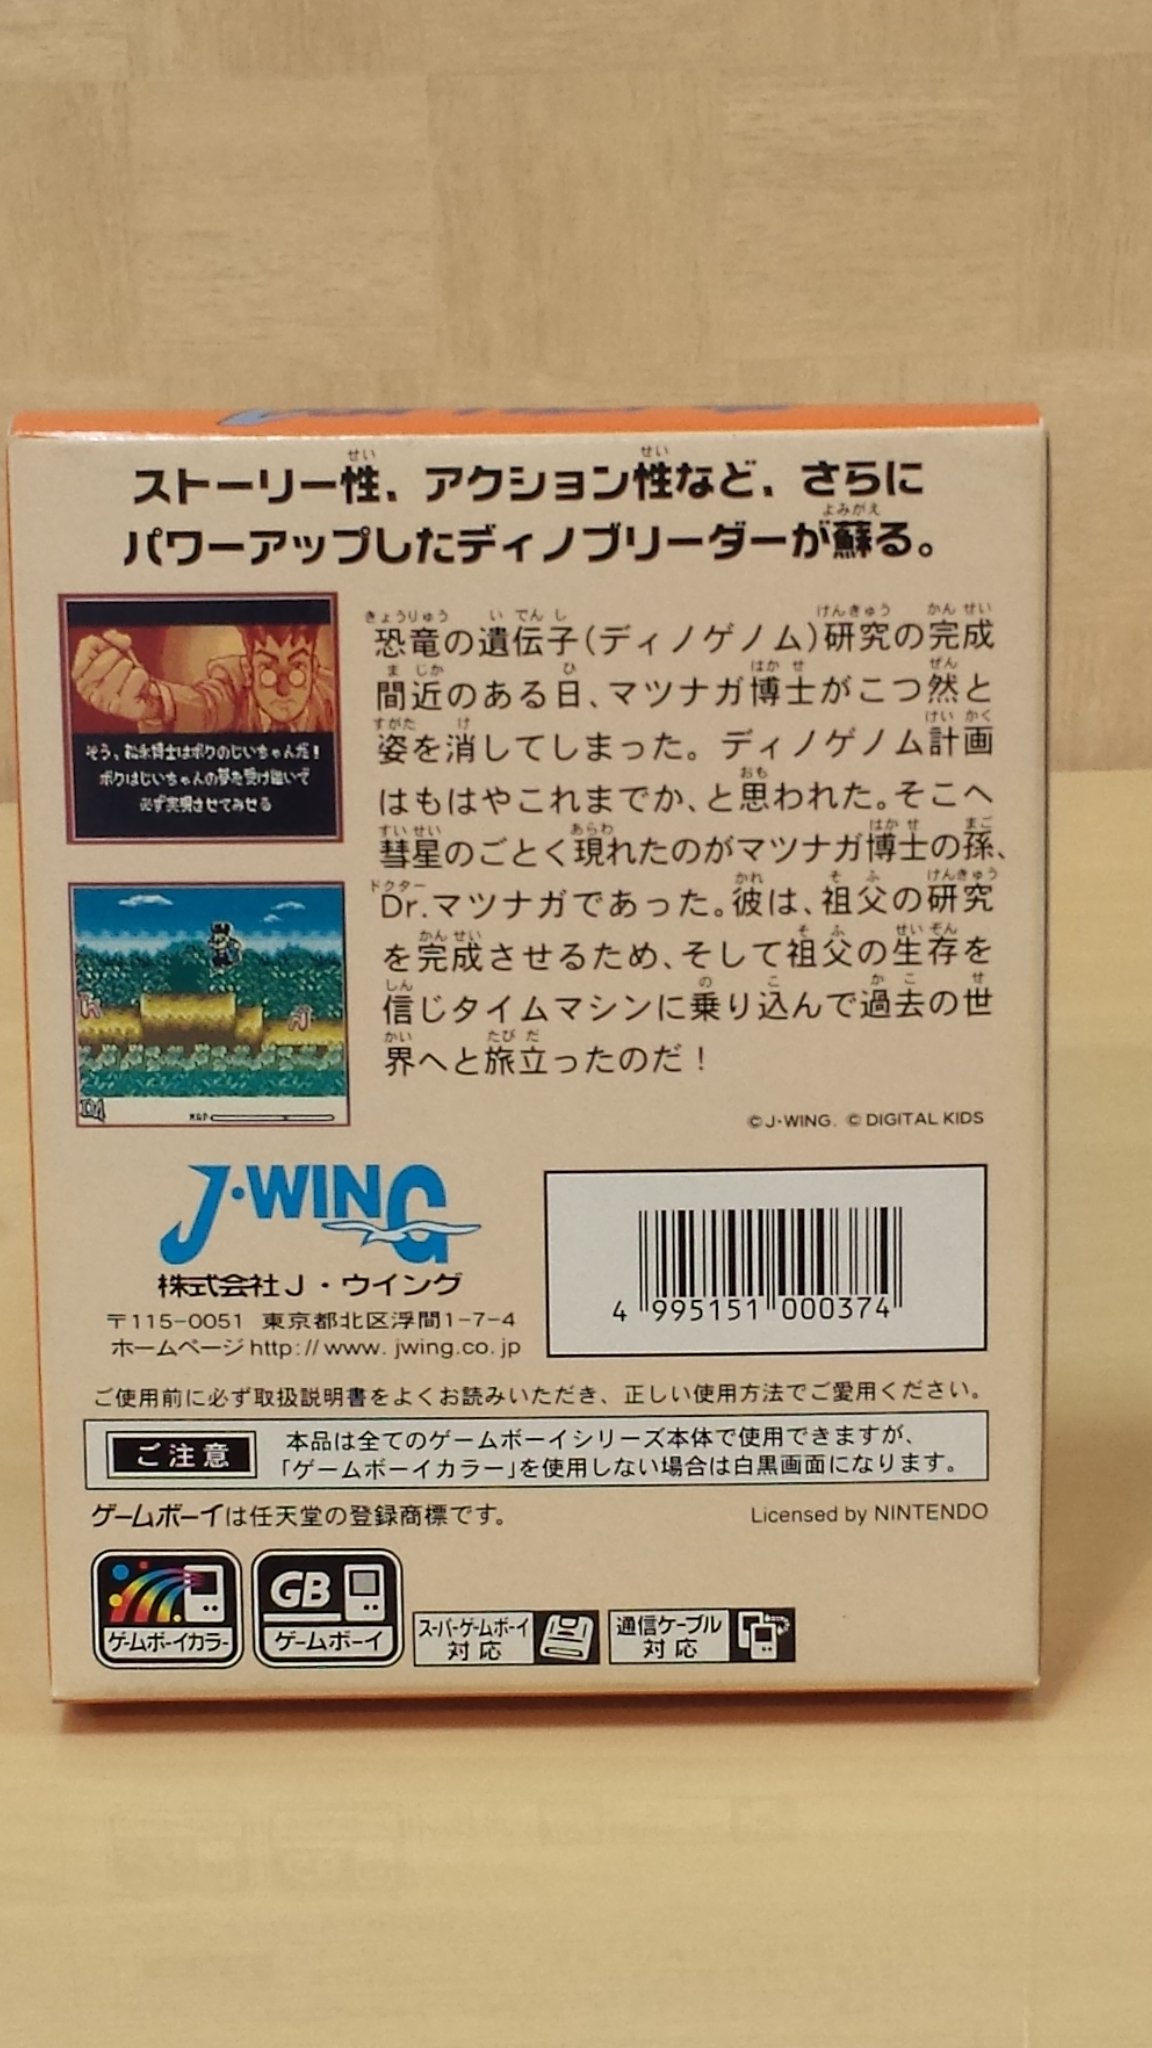 ストーリー性、アクション性など、さらに
パワーアップしたディノブリーダーが蘇る。
そう、松永博士はボクのじいちゃんだ!
ボクはじいちゃんの夢を受け継いで
必ず実現させてみせる
恐竜の遺伝子(ディノゲノム)研究の完成
間近のある日、マツナガ博士がこつ然と
姿を消してしまった。ディノゲノム計画
はもはやこれまでか、と思われた。そこへ
彗星のごとく現れたのがマツナガ博士の孫、
Dr.マツナガであった。彼は、祖父の研究
を完成させるため、そして祖父の生存を
信じタイムマシンに乗り込んで過去の世
界へと旅立ったのだ!
MAP
©J·WING. ©DIGITAL KIDS
J·WING
株式会社J・ウイング
〒115-0051 東京都北区浮間1-7-4
ホームページhttp://www.jwing.co.jp
4 995151 000374
ご使用前に必ず取扱説明書をよくお読みいただき、正しい使用方法でご愛用ください。
ご注意
本品は全てのゲームボーイシリーズ本体で使用できますが、
「ゲームボーイカラー」を使用しない場合は白黒画面になります。
ゲームボーイは任天堂の登録商標です。
Licensed by NINTENDO
ゲームボーイカラー
GB
ゲームボーイ
スーパーゲームボーイ
対応
通信ケーブル
対応